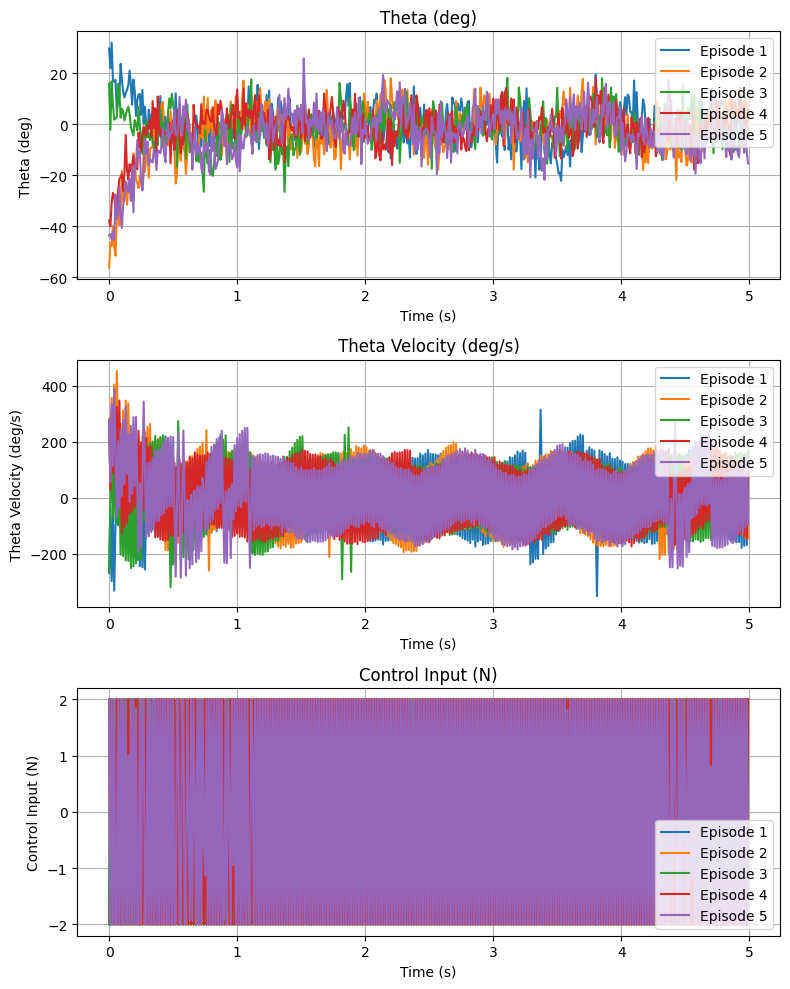 Theta (deg)
20
0
−20
−40
−60
Theta (deg)
Episode 1
Episode 2
Episode 3
Episode 4
Episode 5
0
1
2
3
4
5
Time (s)
Theta Velocity (deg/s)
400
200
0
−200
Theta Velocity (deg/s)
Episode 1
Episode 2
Episode 3
Episode 4
Episode 5
0
1
2
3
4
5
Time (s)
Control Input (N)
2
1
0
−1
−2
Control Input (N)
Episode 1
Episode 2
Episode 3
Episode 4
Episode 5
0
1
2
3
4
5
Time (s)